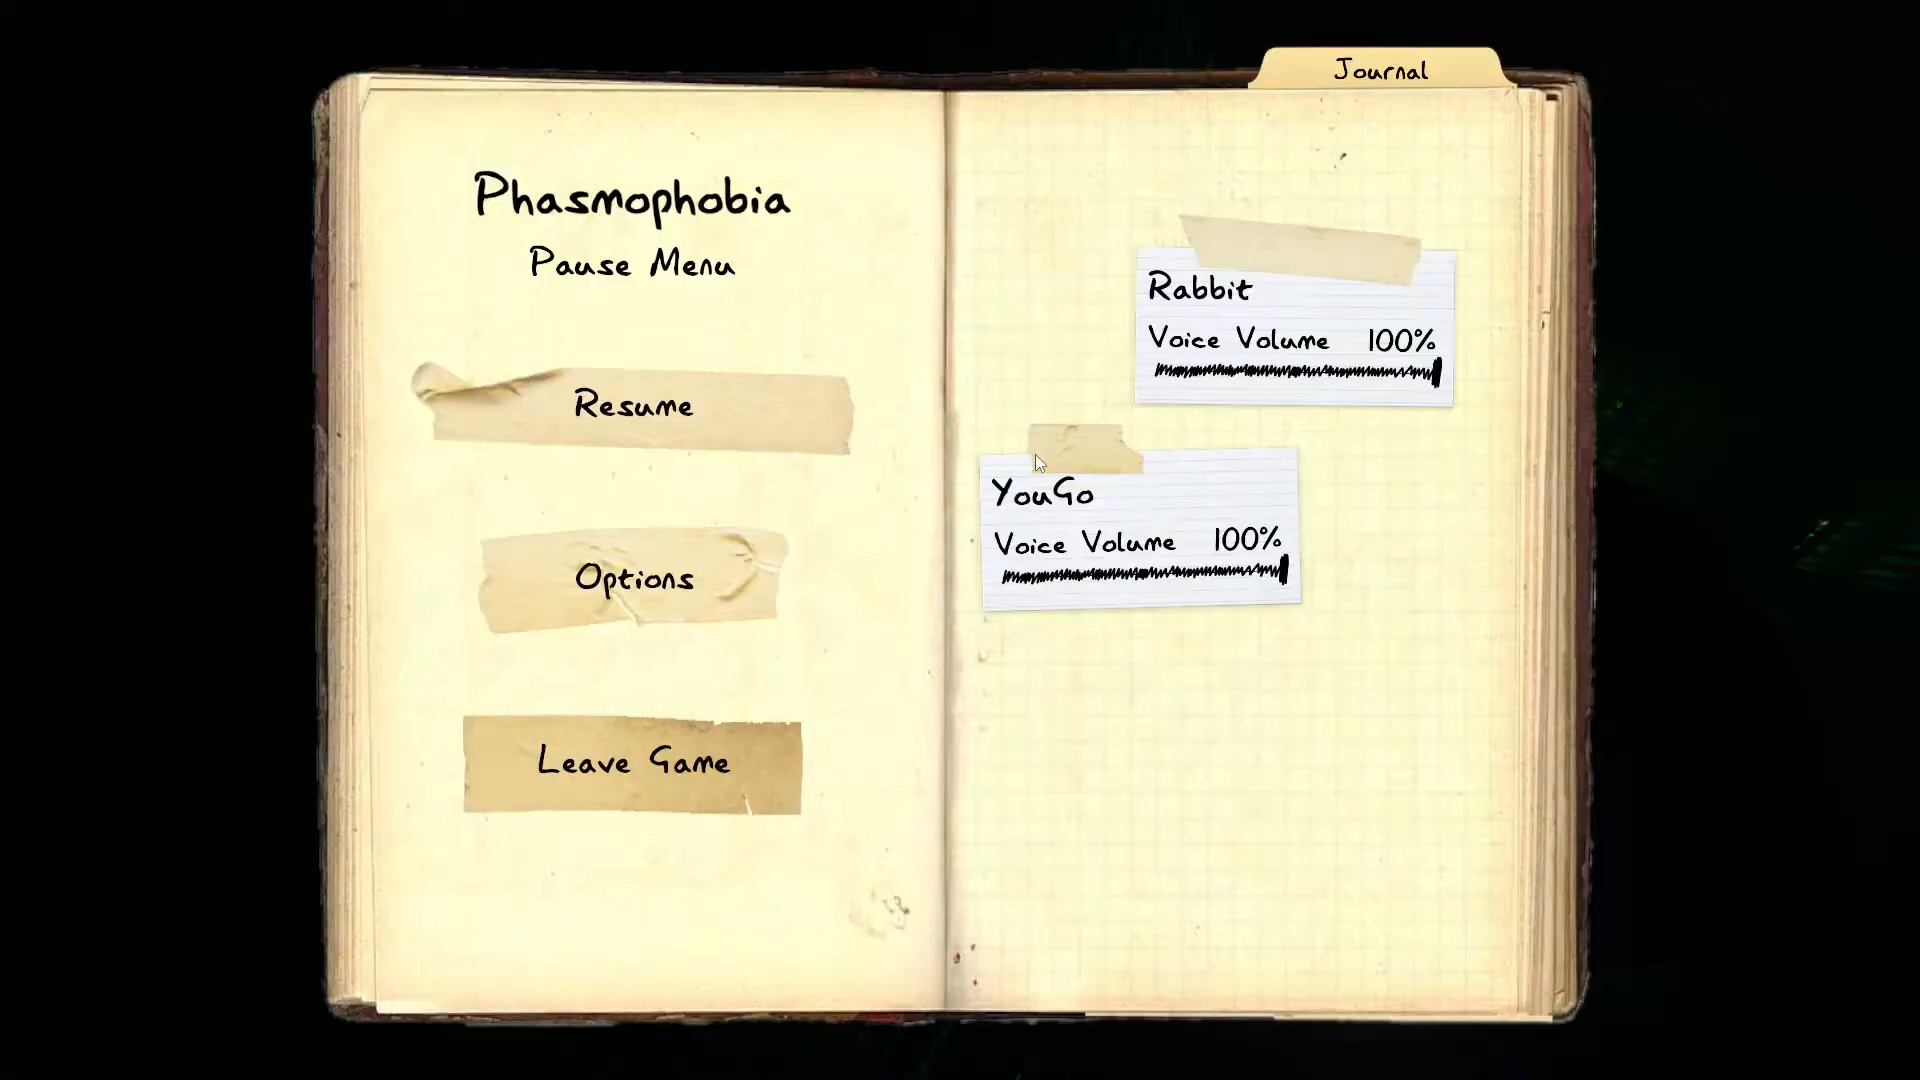 Journal
Phasmophobia
Pause Menu
Resume
Options
Leave Game
Rabbit
Voice Volume 100%
YouGo
Voice Volume 100%